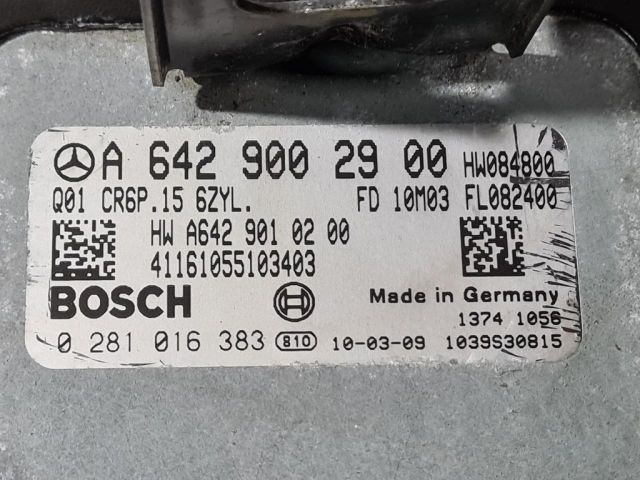 A 642 900 29 00 HW084800
Q01 CR6P.15 6ZYL. FD 10M03 FL082400
HW A642 901 02 00
41161055103403
BOSCH Made in Germany
1374 1056
0 281 016 383 810 10-03-09 1039S30815